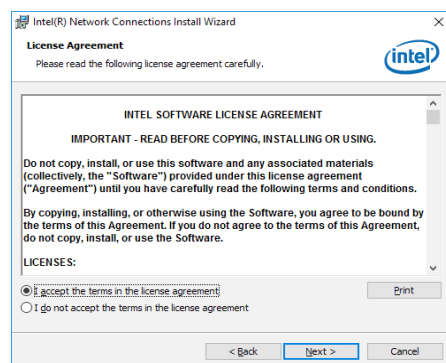 Intel(R) Network Connections Install Wizard
License Agreement
Please read the following license agreement carefully.
intel
INTEL SOFTWARE LICENSE AGREEMENT
IMPORTANT - READ BEFORE COPYING, INSTALLING OR USING.
Do not copy, install, or use this software and any associated materials
(collectively, the "Software") provided under this license agreement
("Agreement") until you have carefully read the following terms and conditions.
By copying, installing, or otherwise using the Software, you agree to be bound by
the terms of this Agreement. If you do not agree to the terms of this Agreement,
do not copy, install, or use the Software.
LICENSES:
I accept the terms in the license agreement
Print
I do not accept the terms in the license agreement
< Back
Next >
Cancel